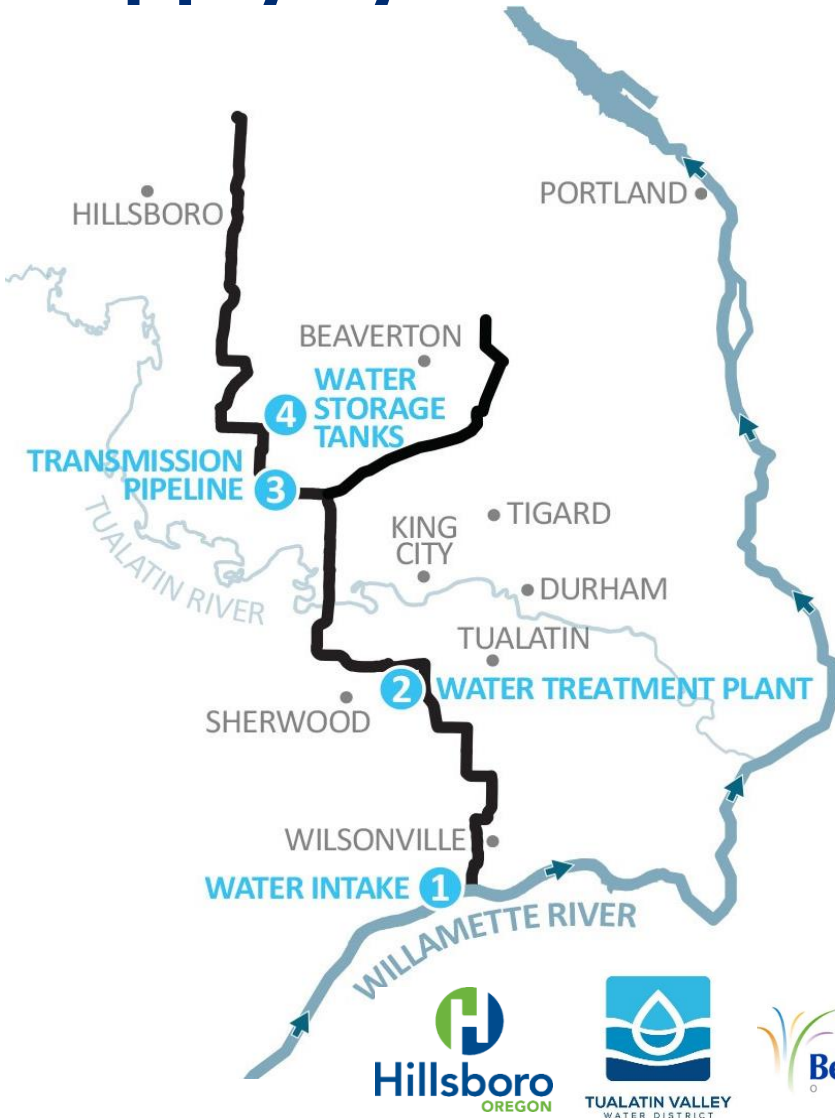 PORTLAND
HILLSBORO
BEAVERTON
4 WATER
STORAGE
TANKS
TRANSMISSION
PIPELINE 3
TUALATIN RIVER
KING
CITY
TIGARD
DURHAM
TUALATIN
2 WATER TREATMENT PLANT
SHERWOOD
WILSONVILLE
WATER INTAKE 1
WILLAMETTE RIVER
H
Hillsboro
OREGON
TUALATIN VALLEY
WATER DISTRICT